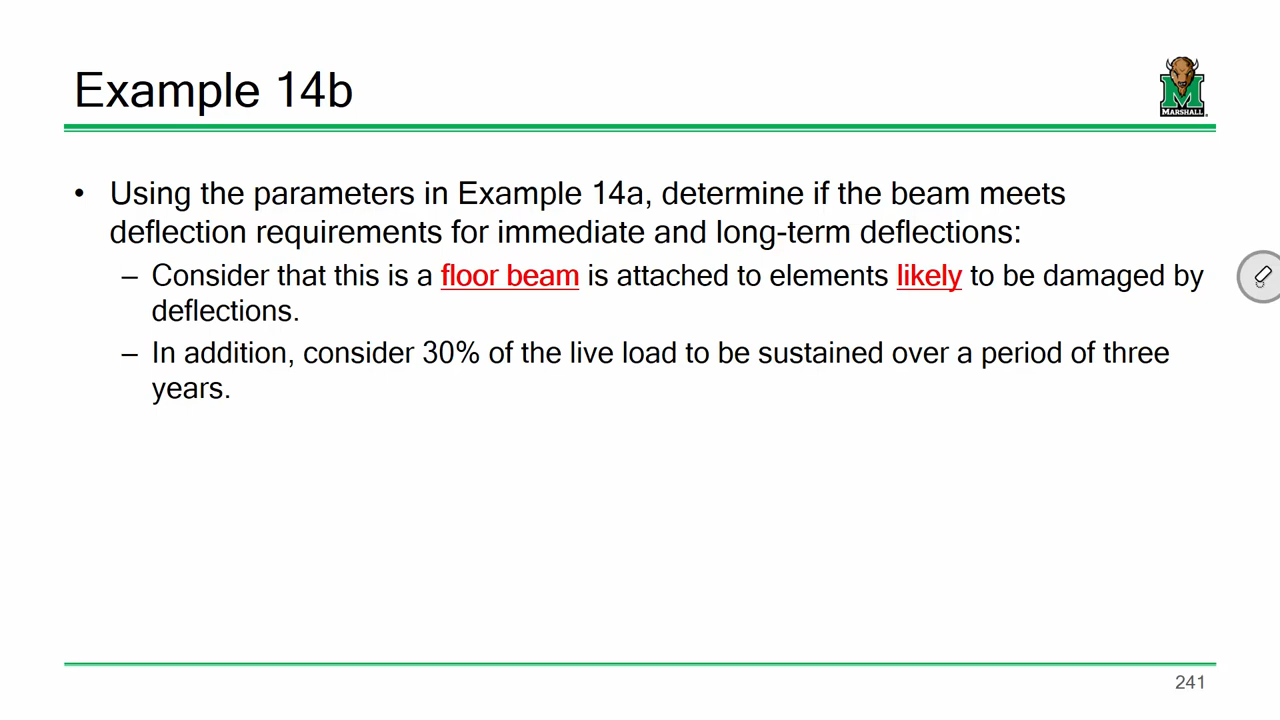 Example 14b
MARSHALL
• Using the parameters in Example 14a, determine if the beam meets
deflection requirements for immediate and long-term deflections:
– Consider that this is a floor beam is attached to elements likely to be damaged by
deflections.
– In addition, consider 30% of the live load to be sustained over a period of three
years.
241